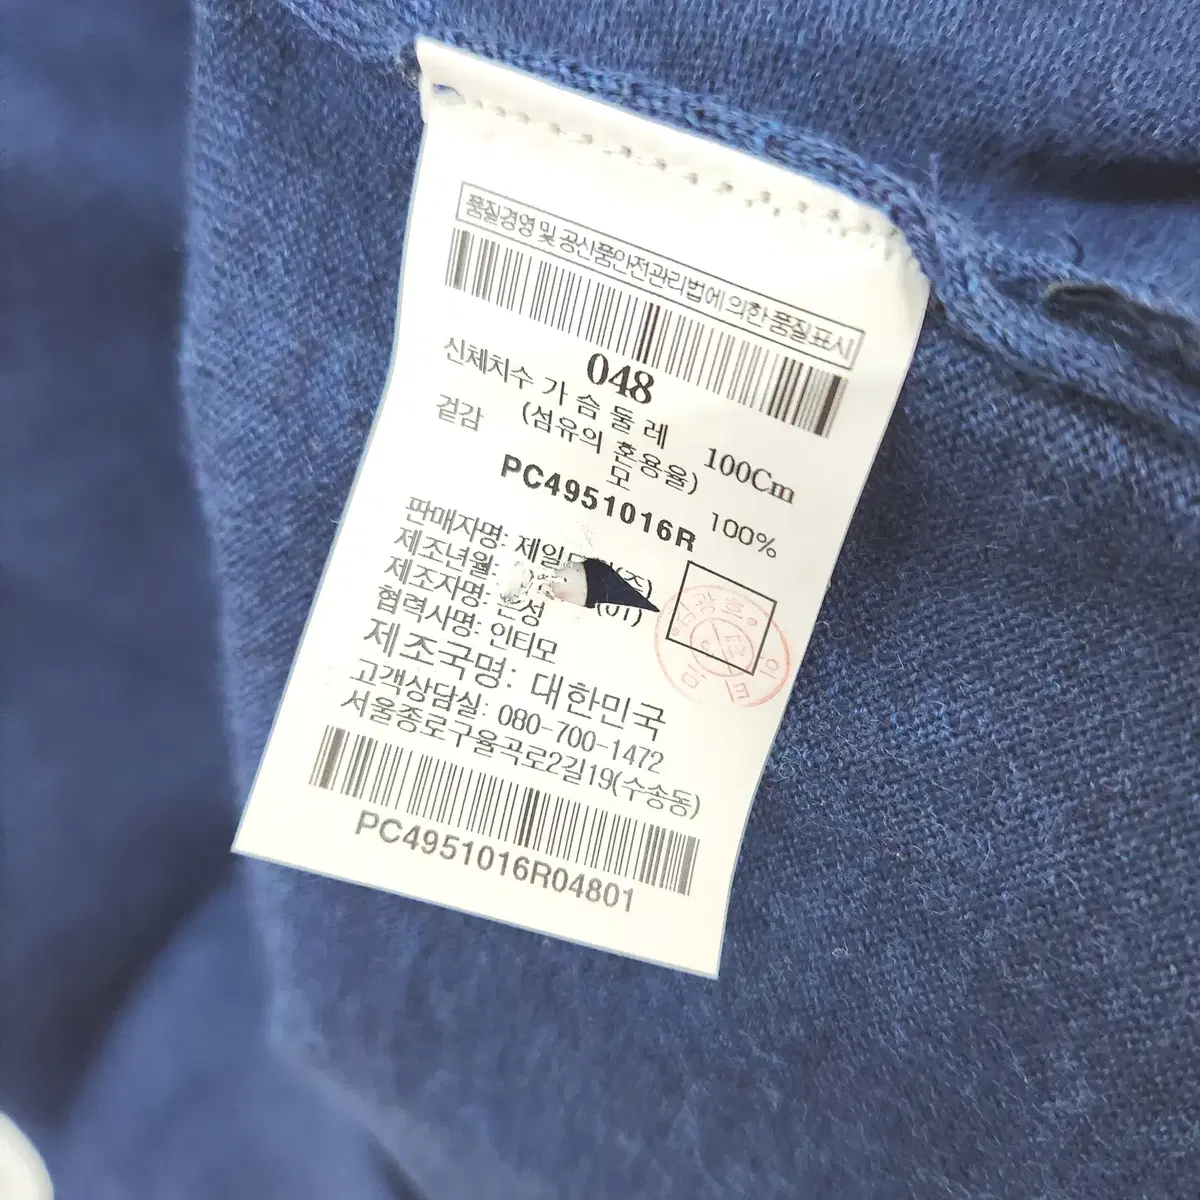 품질경영 및 공산품안전관리법에 의한 품질표시
048
신체치수 가슴둘레 100Cm
겉감 (섬유의 혼용율)
모 100%
PC4951016R
판매자명: 제일
제조년월:
제조자명: 은성
협력사명: 인터모
제조국명: 대한민국
고객상담실: 080-700-1472
서울종로구율곡로2길19(수송동)
PC4951016R04801